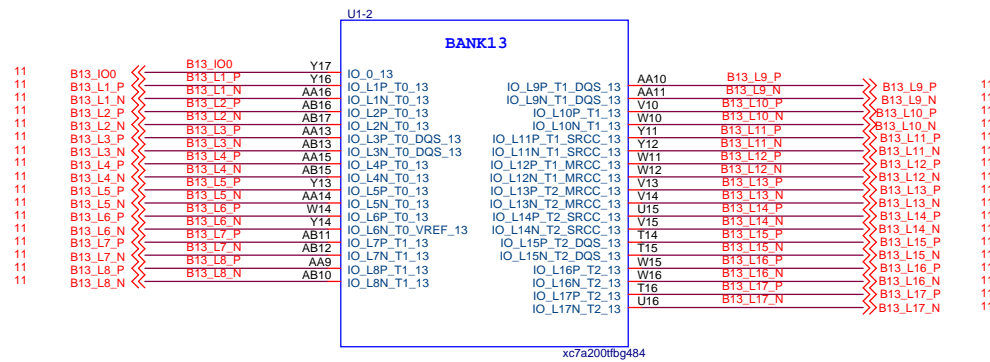 U1-2
BANK13
11 B13_IO0 B13_IO0 Y17 IO_0_13
11 B13_L1_P B13_L1_P Y16 IO_L1P_T0_13
11 B13_L1_N B13_L1_N AA16 IO_L1N_T0_13
11 B13_L2_P B13_L2_P AB16 IO_L2P_T0_13
11 B13_L2_N B13_L2_N AB17 IO_L2N_T0_13
11 B13_L3_P B13_L3_P AA13 IO_L3P_T0_DQS_13
11 B13_L3_N B13_L3_N AB13 IO_L3N_T0_DQS_13
11 B13_L4_P B13_L4_P AA15 IO_L4P_T0_13
11 B13_L4_N B13_L4_N AB15 IO_L4N_T0_13
11 B13_L5_P B13_L5_P Y13 IO_L5P_T0_13
11 B13_L5_N B13_L5_N AA14 IO_L5N_T0_13
11 B13_L6_P B13_L6_P W14 IO_L6P_T0_13
11 B13_L6_N B13_L6_N Y14 IO_L6N_T0_VREF_13
11 B13_L7_P B13_L7_P AB11 IO_L7P_T1_13
11 B13_L7_N B13_L7_N AB12 IO_L7N_T1_13
11 B13_L8_P B13_L8_P AA9 IO_L8P_T1_13
11 B13_L8_N B13_L8_N AB10 IO_L8N_T1_13
IO_L9P_T1_DQS_13 AA10 B13_L9_P B13_L9_P
IO_L9N_T1_DQS_13 AA11 B13_L9_N B13_L9_N
IO_L10P_T1_13 V10 B13_L10_P B13_L10_P
IO_L10N_T1_13 W10 B13_L10_N B13_L10_N
IO_L11P_T1_SRCC_13 Y11 B13_L11_P B13_L11_P
IO_L11N_T1_SRCC_13 Y12 B13_L11_N B13_L11_N
IO_L12P_T1_MRCC_13 W11 B13_L12_P B13_L12_P
IO_L12N_T1_MRCC_13 W12 B13_L12_N B13_L12_N
IO_L13P_T2_MRCC_13 V13 B13_L13_P B13_L13_P
IO_L13N_T2_MRCC_13 V14 B13_L13_N B13_L13_N
IO_L14P_T2_SRCC_13 U15 B13_L14_P B13_L14_P
IO_L14N_T2_SRCC_13 V15 B13_L14_N B13_L14_N
IO_L15P_T2_DQS_13 T14 B13_L15_P B13_L15_P
IO_L15N_T2_DQS_13 T15 B13_L15_N B13_L15_N
IO_L16P_T2_13 W15 B13_L16_P B13_L16_P
IO_L16N_T2_13 W16 B13_L16_N B13_L16_N
IO_L17P_T2_13 T16 B13_L17_P B13_L17_P
IO_L17N_T2_13 U16 B13_L17_N B13_L17_N
xc7a200tfbg484